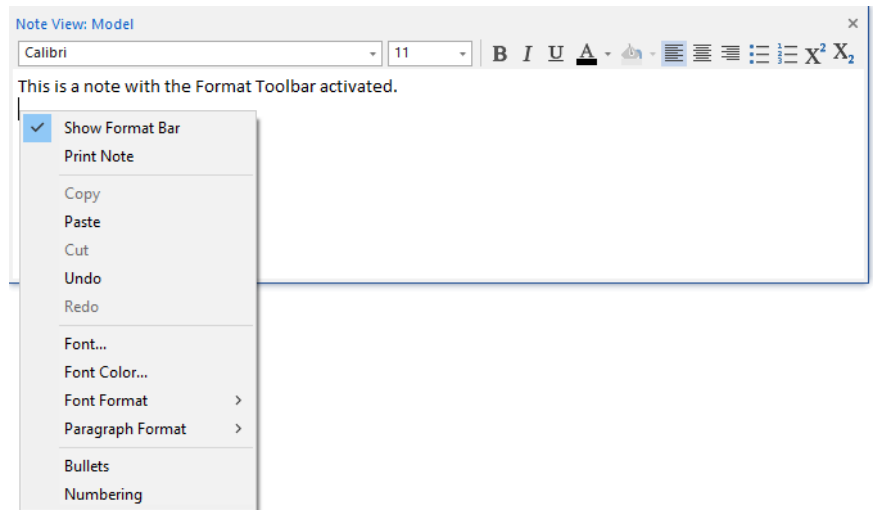 Note View: Model
Calibri 11 B I U A X² X₂
This is a note with the Format Toolbar activated.
Show Format Bar
Print Note
Copy
Paste
Cut
Undo
Redo
Font...
Font Color...
Font Format
Paragraph Format
Bullets
Numbering